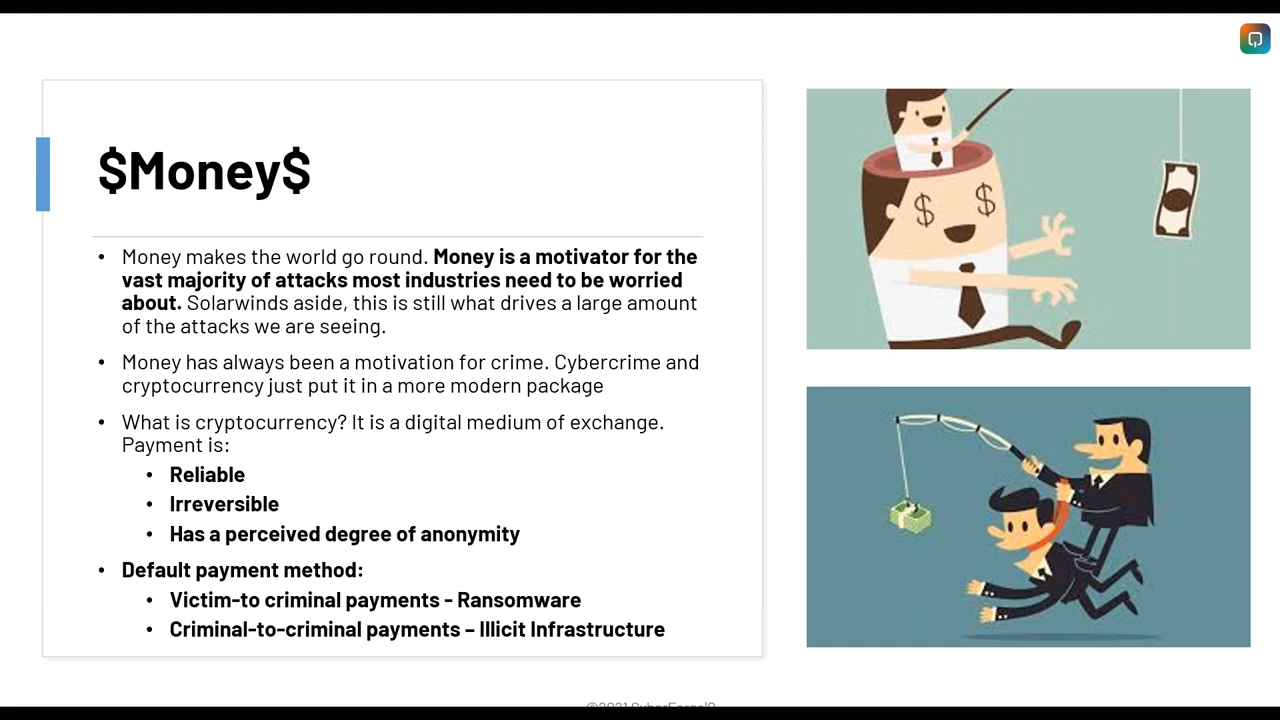 $Money$
• Money makes the world go round. Money is a motivator for the
vast majority of attacks most industries need to be worried
about. Solarwinds aside, this is still what drives a large amount
of the attacks we are seeing.
• Money has always been a motivation for crime. Cybercrime and
cryptocurrency just put it in a more modern package
• What is cryptocurrency? It is a digital medium of exchange.
Payment is:
• Reliable
• Irreversible
• Has a perceived degree of anonymity
• Default payment method:
• Victim-to criminal payments - Ransomware
• Criminal-to-criminal payments – Illicit Infrastructure
$ $
©2021